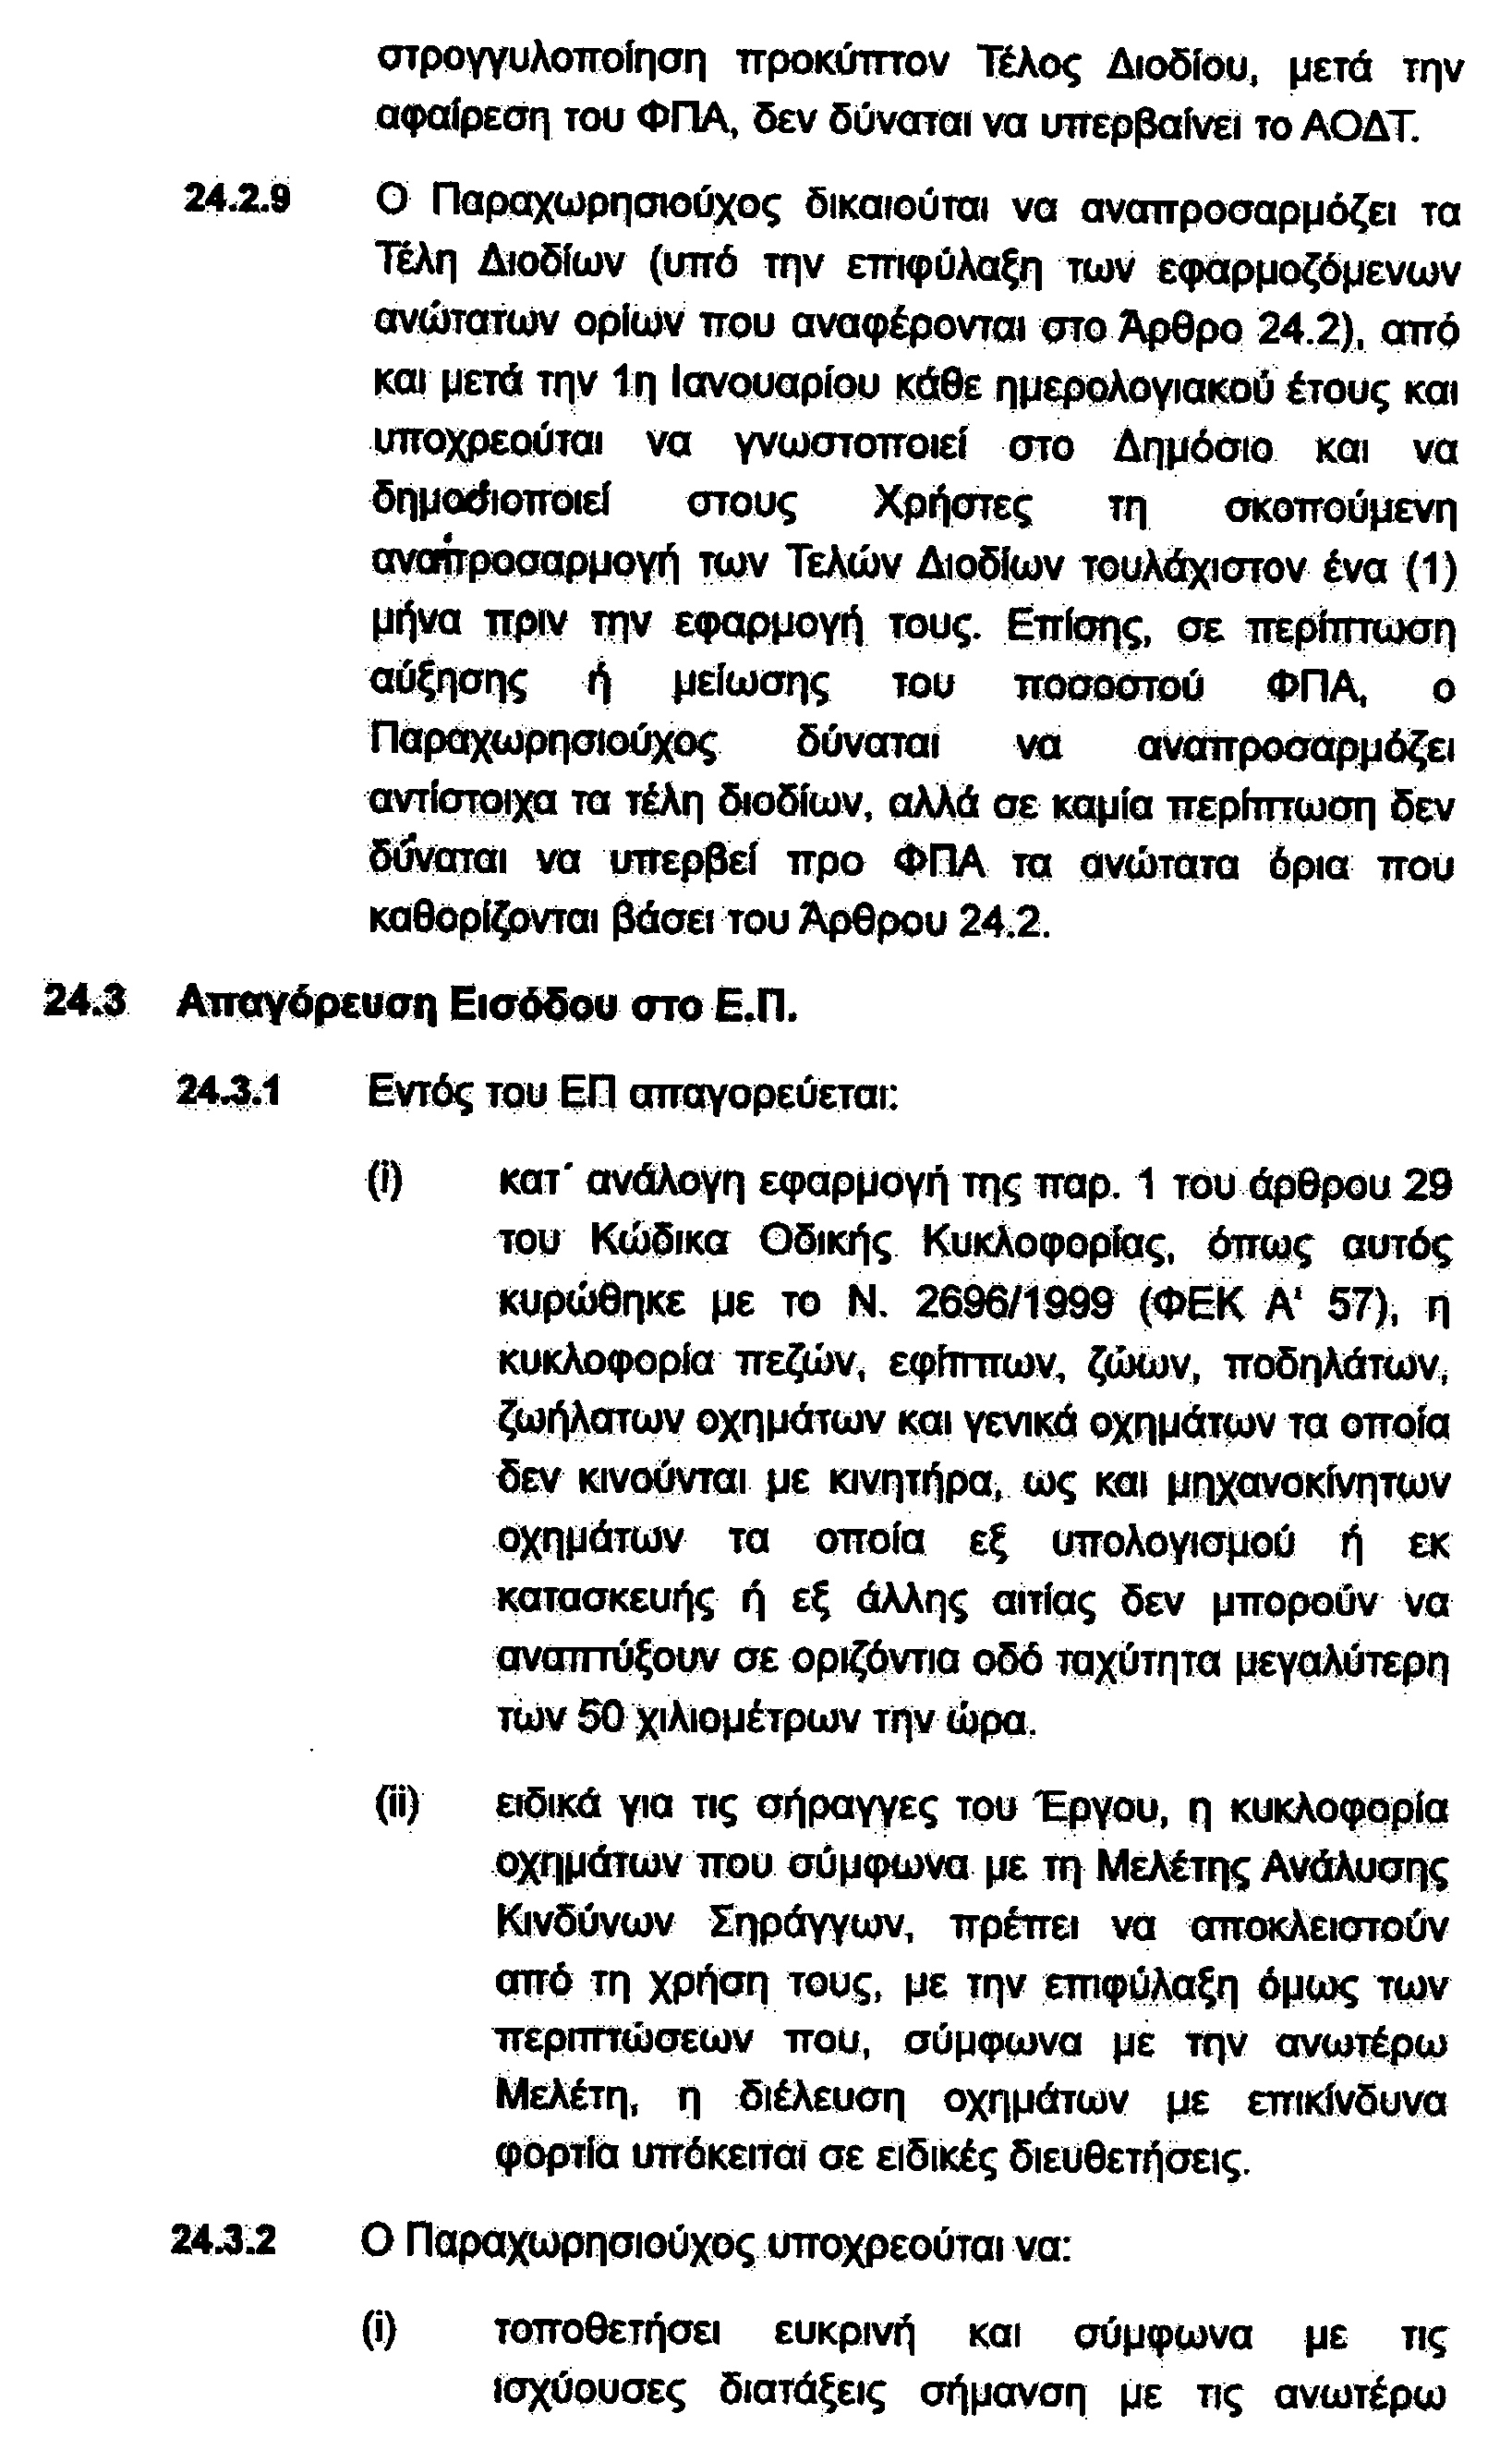 στρογγυλοποίηση προκύπτον Τέλος Διοδίου, μετά την
αφαίρεση του ΦΠΑ, δεν δύναται να υπερβαίνει το ΑΟΔΤ.
24.2.9 Ο Παραχωρησιούχος δικαιούται να αναπροσαρμόζει τα
Τέλη Διοδίων (υπό την επιφύλαξη των εφαρμοζόμενων
ανώτατων ορίων που αναφέρονται στο Άρθρο 24.2), από
και μετά την 1η Ιανουαρίου κάθε ημερολογιακού έτους και
υποχρεούται να γνωστοποιεί στο Δημόσιο και να
δημοσιοποιεί στους Χρήστες τη σκοπούμενη
αναπροσαρμογή των Τελών Διοδίων τουλάχιστον ένα (1)
μήνα πριν την εφαρμογή τους. Επίσης, σε περίπτωση
αύξησης ή μείωσης του ποσοστού ΦΠΑ, ο
Παραχωρησιούχος δύναται να αναπροσαρμόζει
αντίστοιχα τα τέλη διοδίων, αλλά σε καμία περίπτωση δεν
δύναται να υπερβεί προ ΦΠΑ τα ανώτατα όρια που
καθορίζονται βάσει του Άρθρου 24.2.
24.3 Απαγόρευση Εισόδου στο Ε.Π.
24.3.1 Εντός του ΕΠ απαγορεύεται:
(i) κατ΄ ανάλογη εφαρμογή της παρ. 1 του άρθρου 29
του Κώδικα Οδικής Κυκλοφορίας, όπως αυτός
κυρώθηκε με το Ν. 2696/1999 (ΦΕΚ Α‘ 57), η
κυκλοφορία πεζών, εφίππων, ζώων, ποδηλάτων,
ζωήλατων οχημάτων και γενικά οχημάτων τα οποία
δεν κινούνται με κινητήρα, ως και μηχανοκίνητων
οχημάτων τα οποία εξ υπολογισμού ή εκ
κατασκευής ή εξ άλλης αιτίας δεν μπορούν να
αναπτύξουν σε οριζόντια οδό ταχύτητα μεγαλύτερη
των 50 χιλιομέτρων την ώρα.
(ii) ειδικά για τις σήραγγες του Έργου, η κυκλοφορία
οχημάτων που σύμφωνα με τη Μελέτης Ανάλυσης
Κινδύνων Σηράγγων, πρέπει να αποκλειστούν
από τη χρήση τους, με την επιφύλαξη όμως των
περιπτώσεων που, σύμφωνα με την ανωτέρω
Μελέτη, η διέλευση οχημάτων με επικίνδυνα
φορτία υπόκειται σε ειδικές διευθετήσεις.
24.3.2 Ο Παραχωρησιούχος υποχρεούται να:
(i) τοποθετήσει ευκρινή και σύμφωνα με τις
ισχύουσες διατάξεις σήμανση με τις ανωτέρω